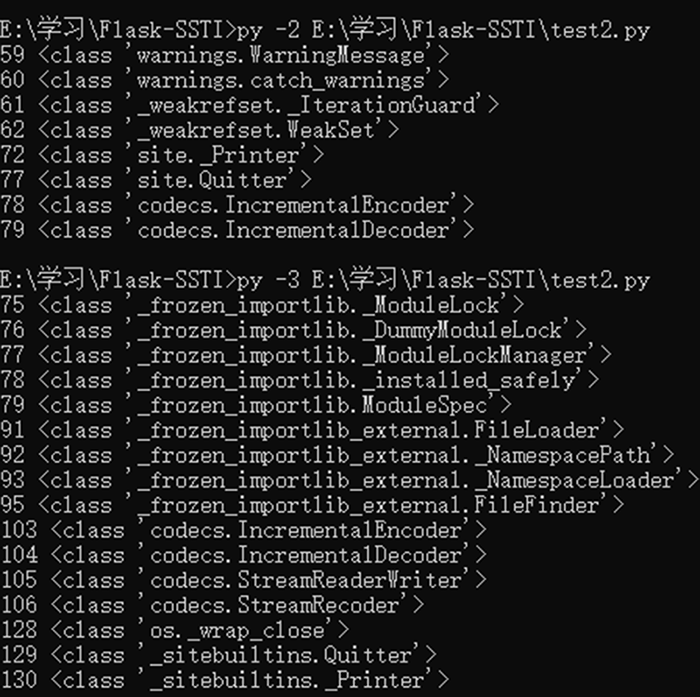 E:\学习\Flask-SSTI>py -2 E:\学习\Flask-SSTI\test2.py
59 <class 'warnings.WarningMessage'>
60 <class 'warnings.catch_warnings'>
61 <class '_weakrefset._IterationGuard'>
62 <class '_weakrefset.WeakSet'>
72 <class 'site._Printer'>
77 <class 'site.Quitter'>
78 <class 'codecs.IncrementalEncoder'>
79 <class 'codecs.IncrementalDecoder'>
E:\学习\Flask-SSTI>py -3 E:\学习\Flask-SSTI\test2.py
75 <class '_frozen_importlib._ModuleLock'>
76 <class '_frozen_importlib._DummyModuleLock'>
77 <class '_frozen_importlib._ModuleLockManager'>
78 <class '_frozen_importlib._installed_safely'>
79 <class '_frozen_importlib.ModuleSpec'>
91 <class '_frozen_importlib_external.FileLoader'>
92 <class '_frozen_importlib_external._NamespacePath'>
93 <class '_frozen_importlib_external._NamespaceLoader'>
95 <class '_frozen_importlib_external.FileFinder'>
103 <class 'codecs.IncrementalEncoder'>
104 <class 'codecs.IncrementalDecoder'>
105 <class 'codecs.StreamReaderWriter'>
106 <class 'codecs.StreamRecoder'>
128 <class 'os._wrap_close'>
129 <class '_sitebuiltins.Quitter'>
130 <class '_sitebuiltins._Printer'>